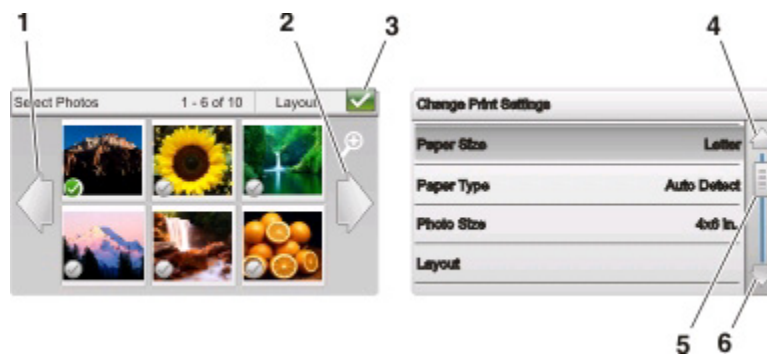 1
2
3
4
Select Photos 1 - 6 of 10 Layout
Change Print Settings
Paper Size Letter
Paper Type Auto Detect
Photo Size 4x6 in.
Layout
5
6